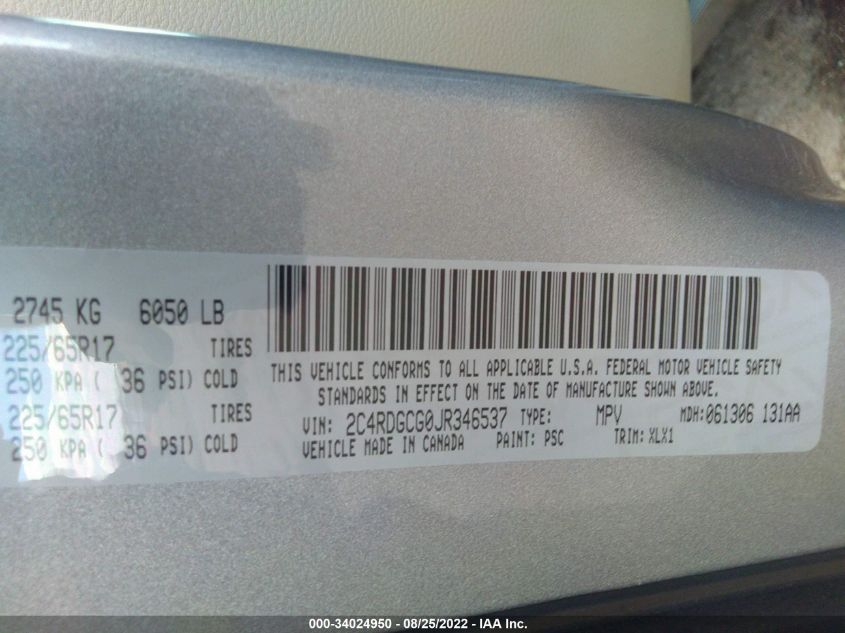 2745 KG 6050 LB
225/65R17 TIRES
250 KPA ( 36 PSI) COLD
225/65R17 TIRES
250 KPA ( 36 PSI) COLD
THIS VEHICLE CONFORMS TO ALL APPLICABLE U.S.A. FEDERAL MOTOR VEHICLE SAFETY
STANDARDS IN EFFECT ON THE DATE OF MANUFACTURE SHOWN ABOVE.
VIN: 2C4RDGCG0JR346537 TYPE: MPV MDH:061306 131AA
VEHICLE MADE IN CANADA PAINT: PSC TRIM: XLX1
000-34024950 - 08/25/2022 - IAA Inc.